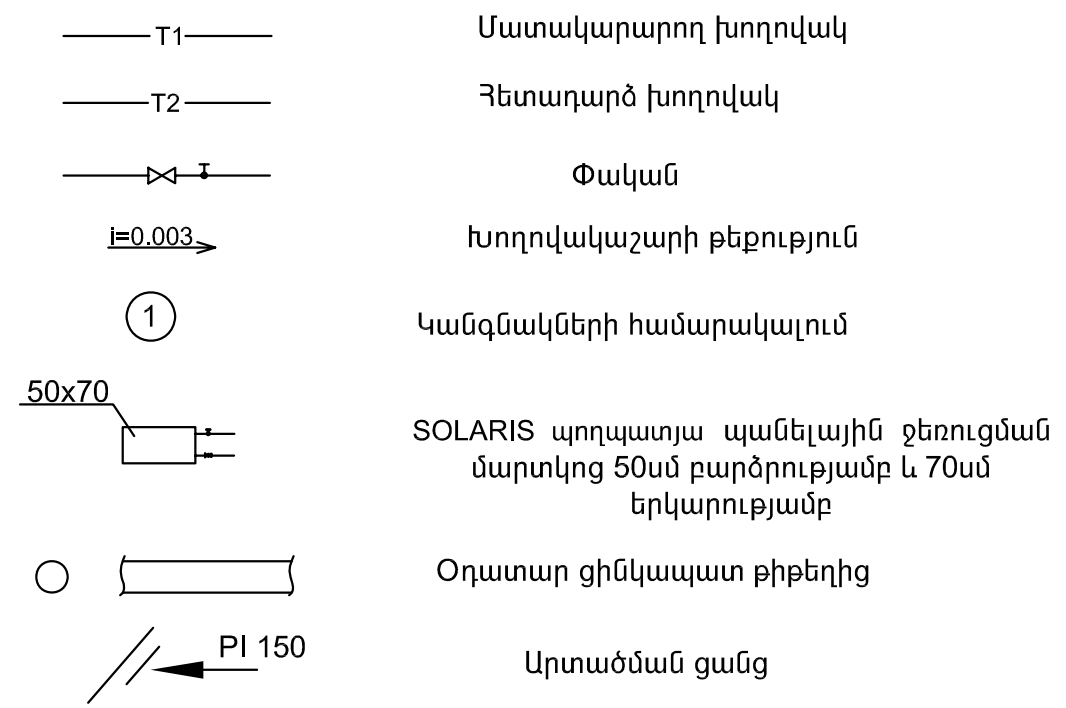 T1 Մատակարարող խողովակ
T2 Հետադարձ խողովակ
Փական
i=0.003 Խողովակաշարի թեքություն
1 Կանգնակների համարակալում
50x70
SOLARIS պողպատյա պանելային ջեռուցման
մարտկոց 50սմ բարձրությամբ և 70սմ
երկարությամբ
Օդատար ցինկապատ թիթեղից
PI 150 Արտածման ցանց